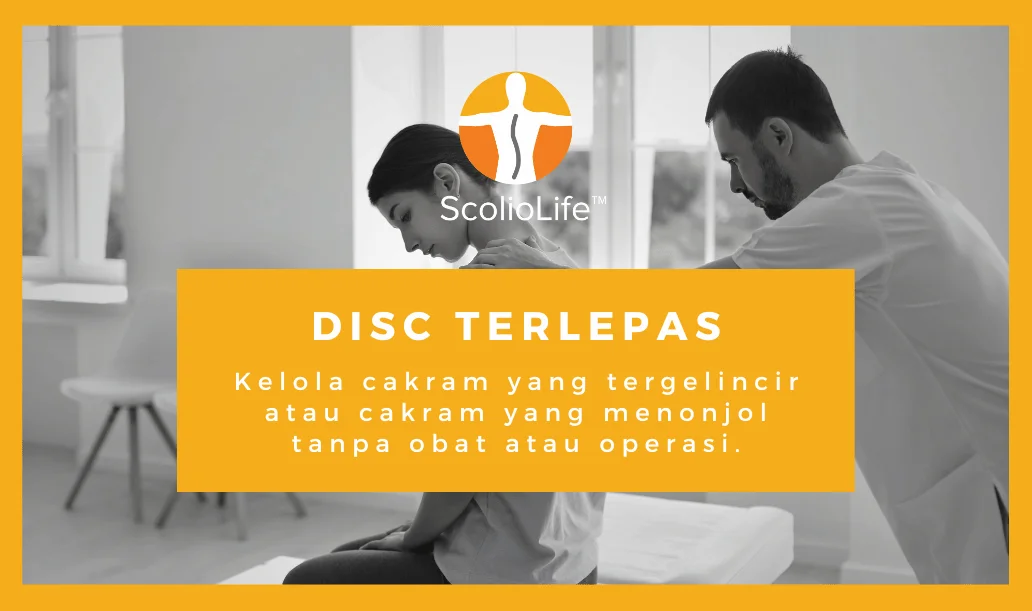 ScolioLife™
DISC TERLEPAS
Kelola cakram yang tergelincir
atau cakram yang menonjol
tanpa obat atau operasi.